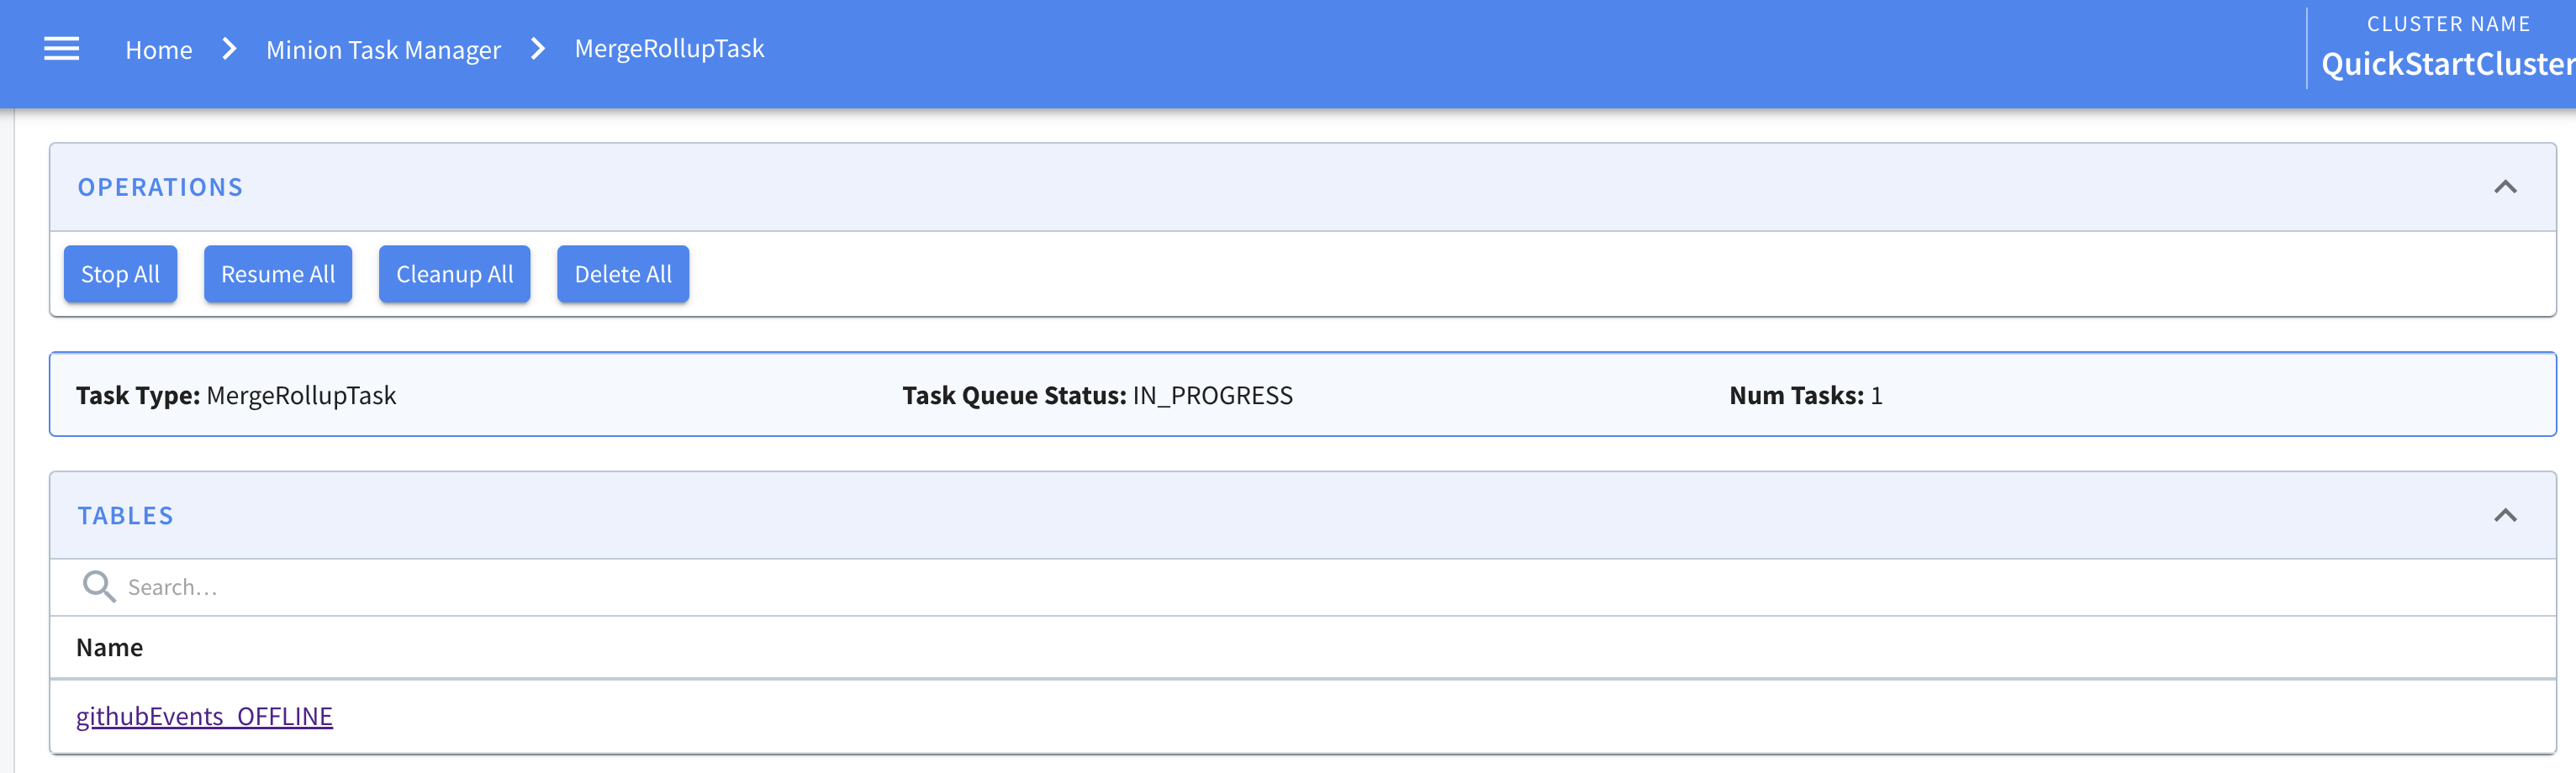 Home > Minion Task Manager > MergeRollupTask
CLUSTER NAME
QuickStartCluster
OPERATIONS
Stop All Resume All Cleanup All Delete All
Task Type: MergeRollupTask Task Queue Status: IN_PROGRESS Num Tasks: 1
TABLES
Search...
Name
githubEvents_OFFLINE